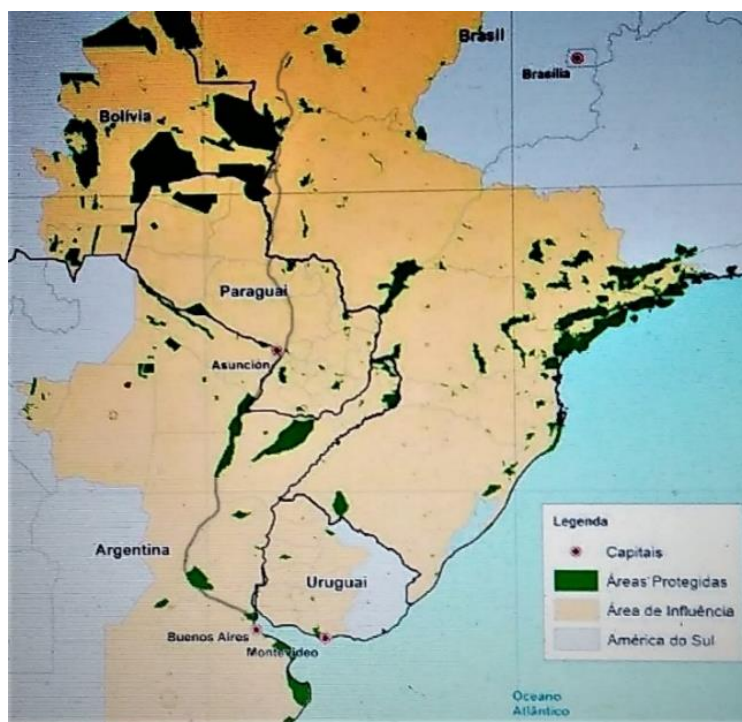 Brasil
Brasília
Bolívia
Paraguai
Asunción
Argentina
Uruguai
Buenos Aires
Montevideo
Legenda
Capitais
Áreas Protegidas
Área de Influência
América do Sul
Oceano
Atlântico